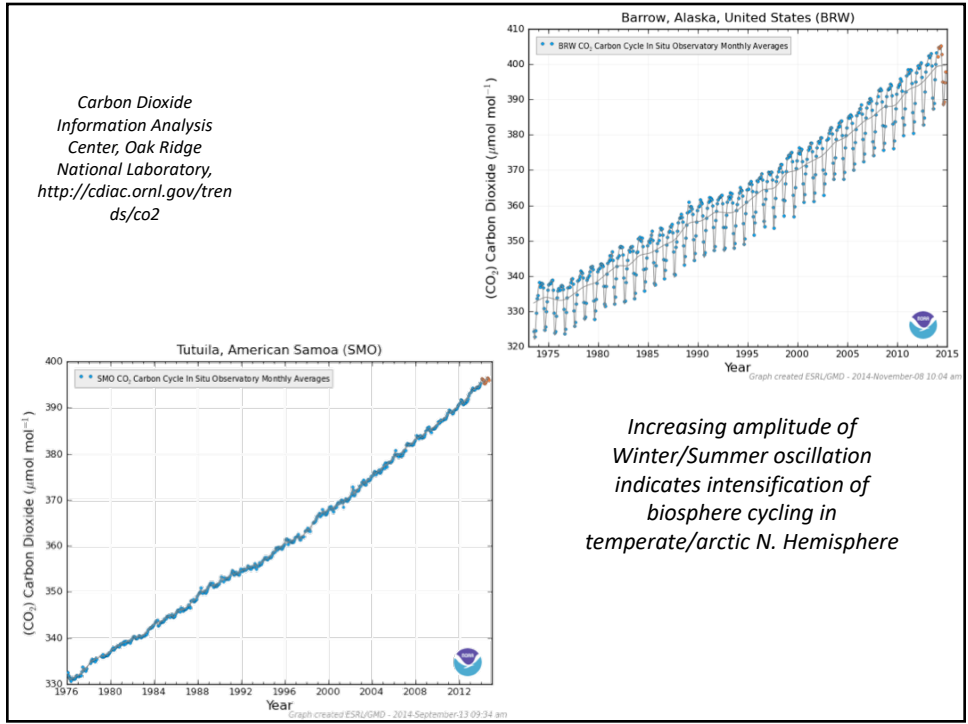 Carbon Dioxide
Information Analysis
Center, Oak Ridge
National Laboratory,
http://cdiac.ornl.gov/tren
ds/co2
Barrow, Alaska, United States (BRW)
BRW CO₂ Carbon Cycle In Situ Observatory Monthly Averages
(CO₂) Carbon Dioxide (μmol mol⁻¹)
410
400
390
380
370
360
350
340
330
320
1975 1980 1985 1990 1995 2000 2005 2010 2015
Year
Graph created ESRL/GMD - 2014-November-08 10:04 am
Tutuila, American Samoa (SMO)
SMO CO₂ Carbon Cycle In Situ Observatory Monthly Averages
(CO₂) Carbon Dioxide (μmol mol⁻¹)
400
390
380
370
360
350
340
330
1976 1980 1984 1988 1992 1996 2000 2004 2008 2012
Year
Graph created ESRL/GMD - 2014-September-13 09:34 am
Increasing amplitude of
Winter/Summer oscillation
indicates intensification of
biosphere cycling in
temperate/arctic N. Hemisphere